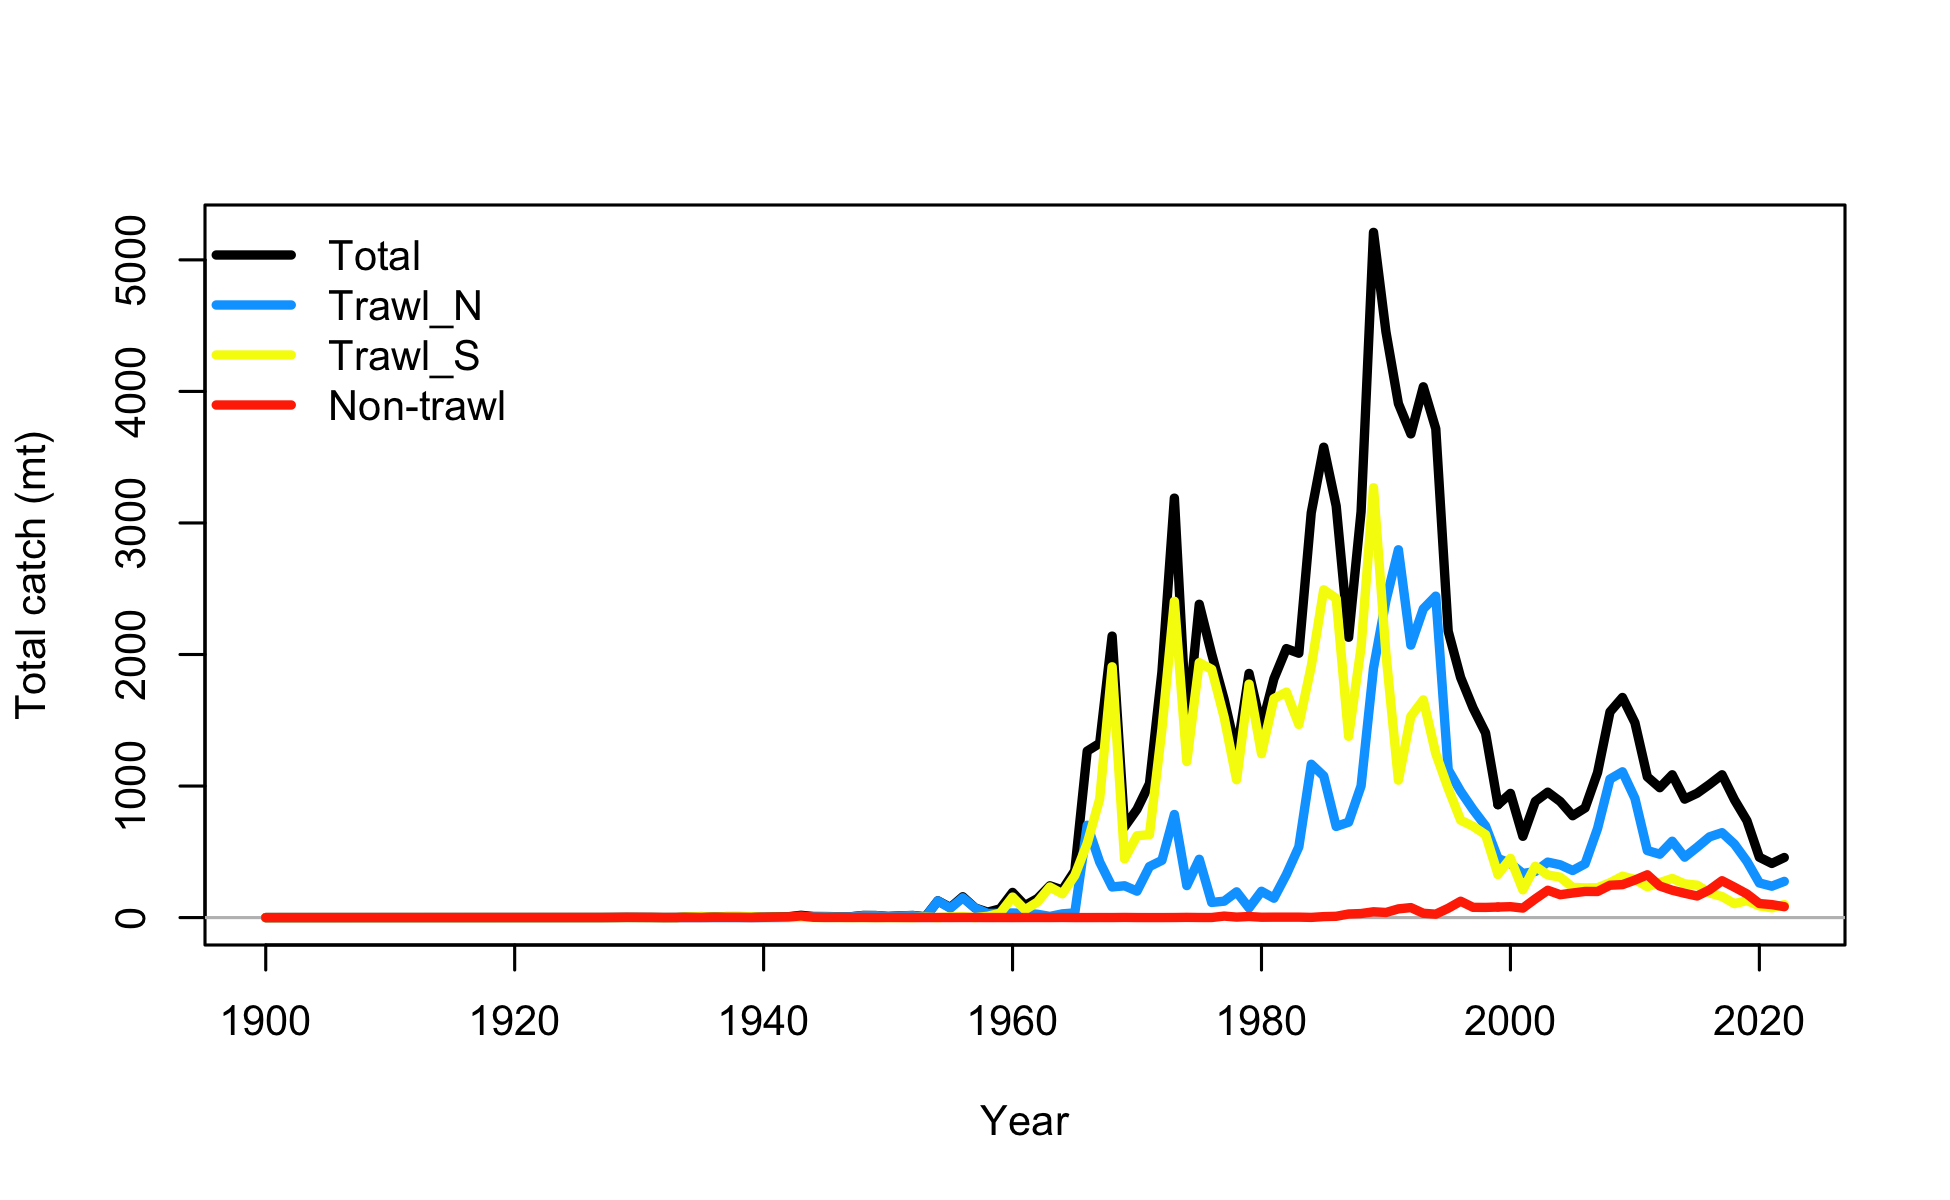 Total
Trawl_N
Trawl_S
Non-trawl
Total catch (mt)
5000
4000
3000
2000
1000
0
1900 1920 1940 1960 1980 2000 2020
Year